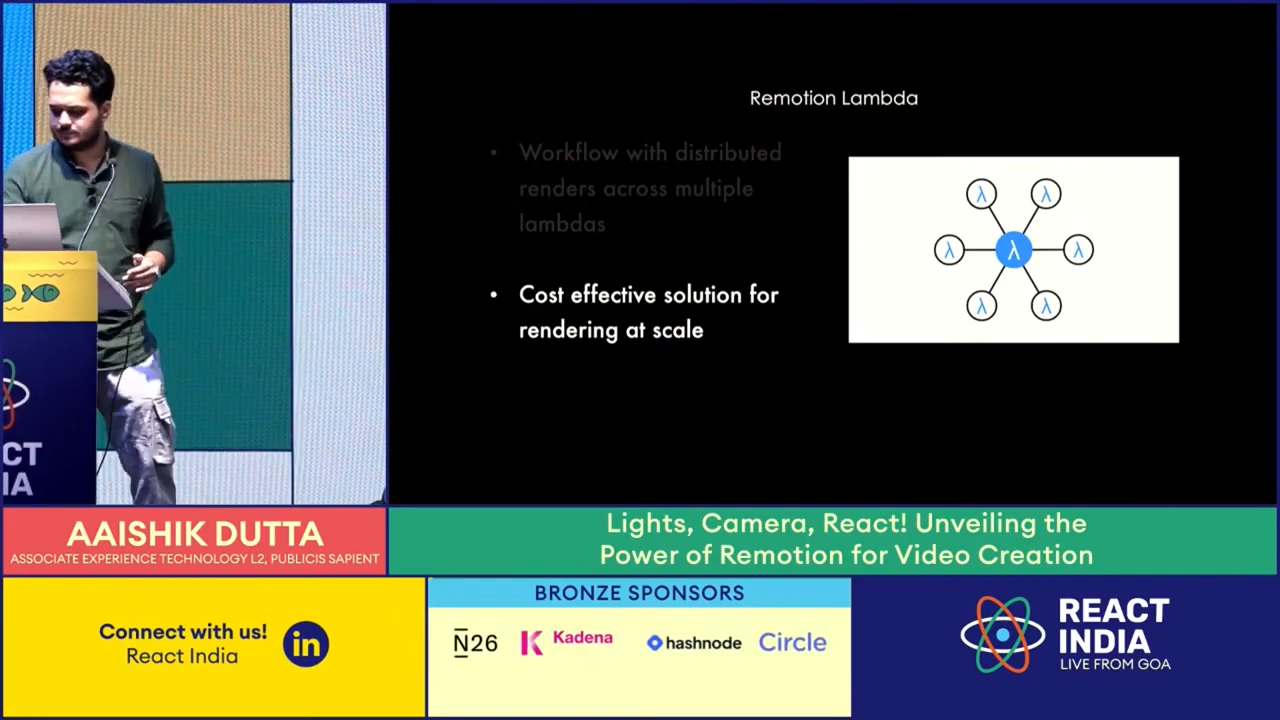 Remotion Lambda
• Workflow with distributed
renders across multiple
lambdas
• Cost effective solution for
rendering at scale
λ λ
λ λ λ
λ λ
CT
IA
AAISHIK DUTTA
ASSOCIATE EXPERIENCE TECHNOLOGY L2, PUBLICIS SAPIENT
Lights, Camera, React! Unveiling the
Power of Remotion for Video Creation
Connect with us!
React India
in
BRONZE SPONSORS
N26 Kadena hashnode Circle
REACT
INDIA
LIVE FROM GOA